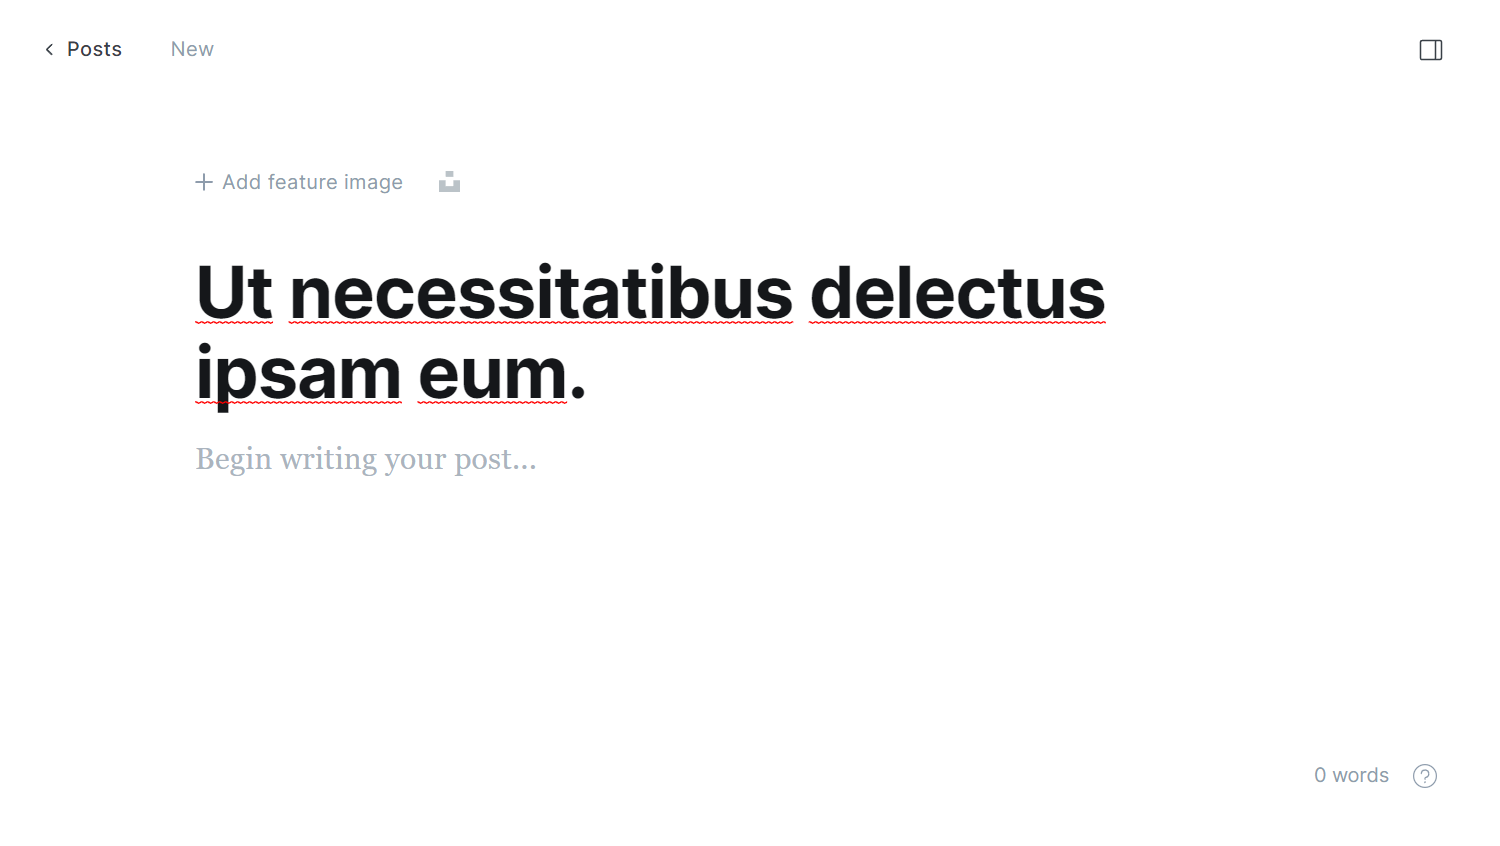 Posts
New
Add feature image
Ut necessitatibus delectus
ipsam eum.
Begin writing your post...
0 words
?